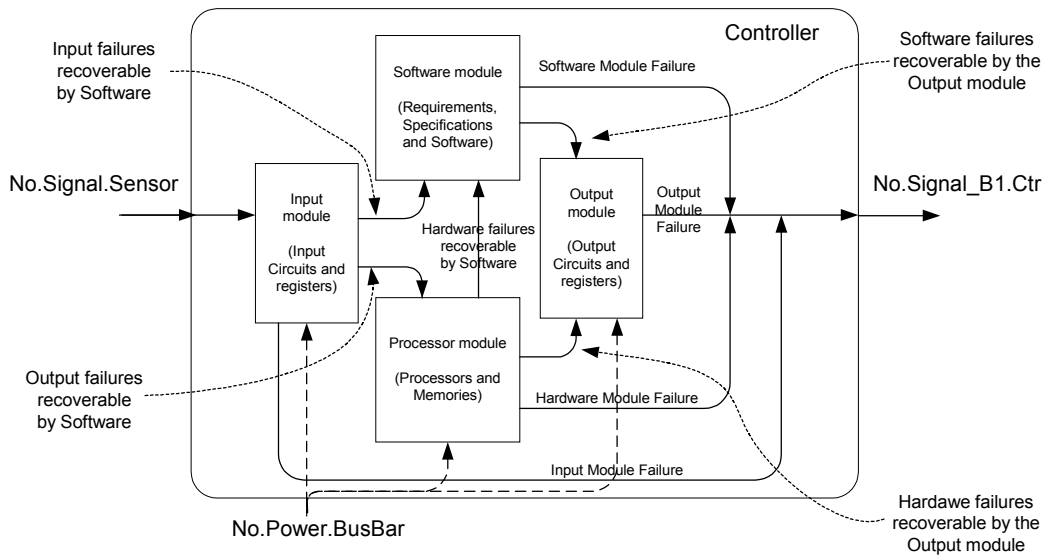 Controller
Input failures
recoverable
by Software
Software module
(Requirements,
Specifications
and Software)
Software Module Failure
Software failures
recoverable by the
Output module
No.Signal.Sensor
Input
module
(Input
Circuits and
registers)
Hardware failures
recoverable
by Software
Output
module
(Output
Circuits and
registers)
Output
Module
Failure
No.Signal_B1.Ctr
Processor module
(Processors and
Memories)
Output failures
recoverable
by Software
Hardware Module Failure
Input Module Failure
No.Power.BusBar
Hardawe failures
recoverable by the
Output module